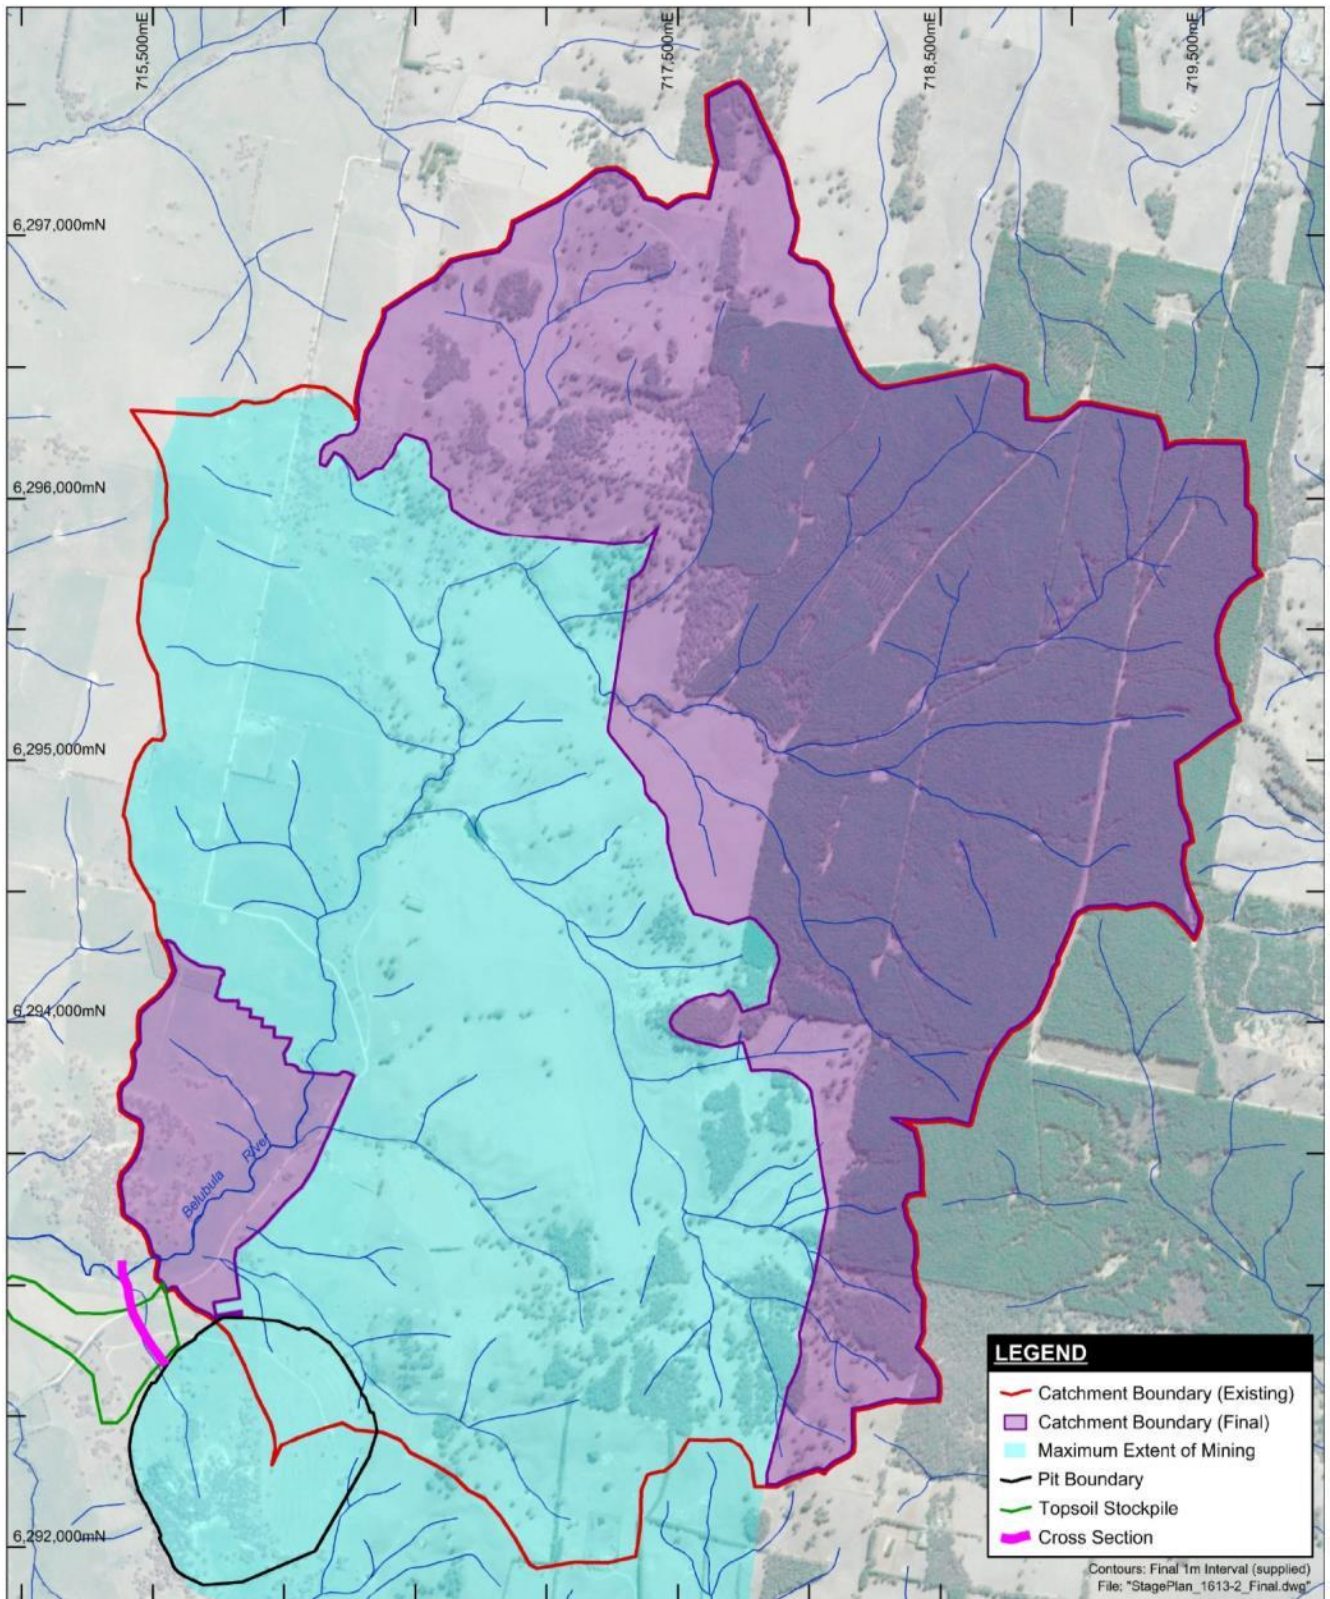 715,500mE
717,500mE
718,500mE
719,500mE
6,297,000mN
6,296,000mN
6,295,000mN
6,294,000mN
Belubula River
6,292,000mN
LEGEND
Catchment Boundary (Existing)
Catchment Boundary (Final)
Maximum Extent of Mining
Pit Boundary
Topsoil Stockpile
Cross Section
Contours: Final 1m Interval (supplied)
File: "StagePlan_1613-2_Final.dwg"